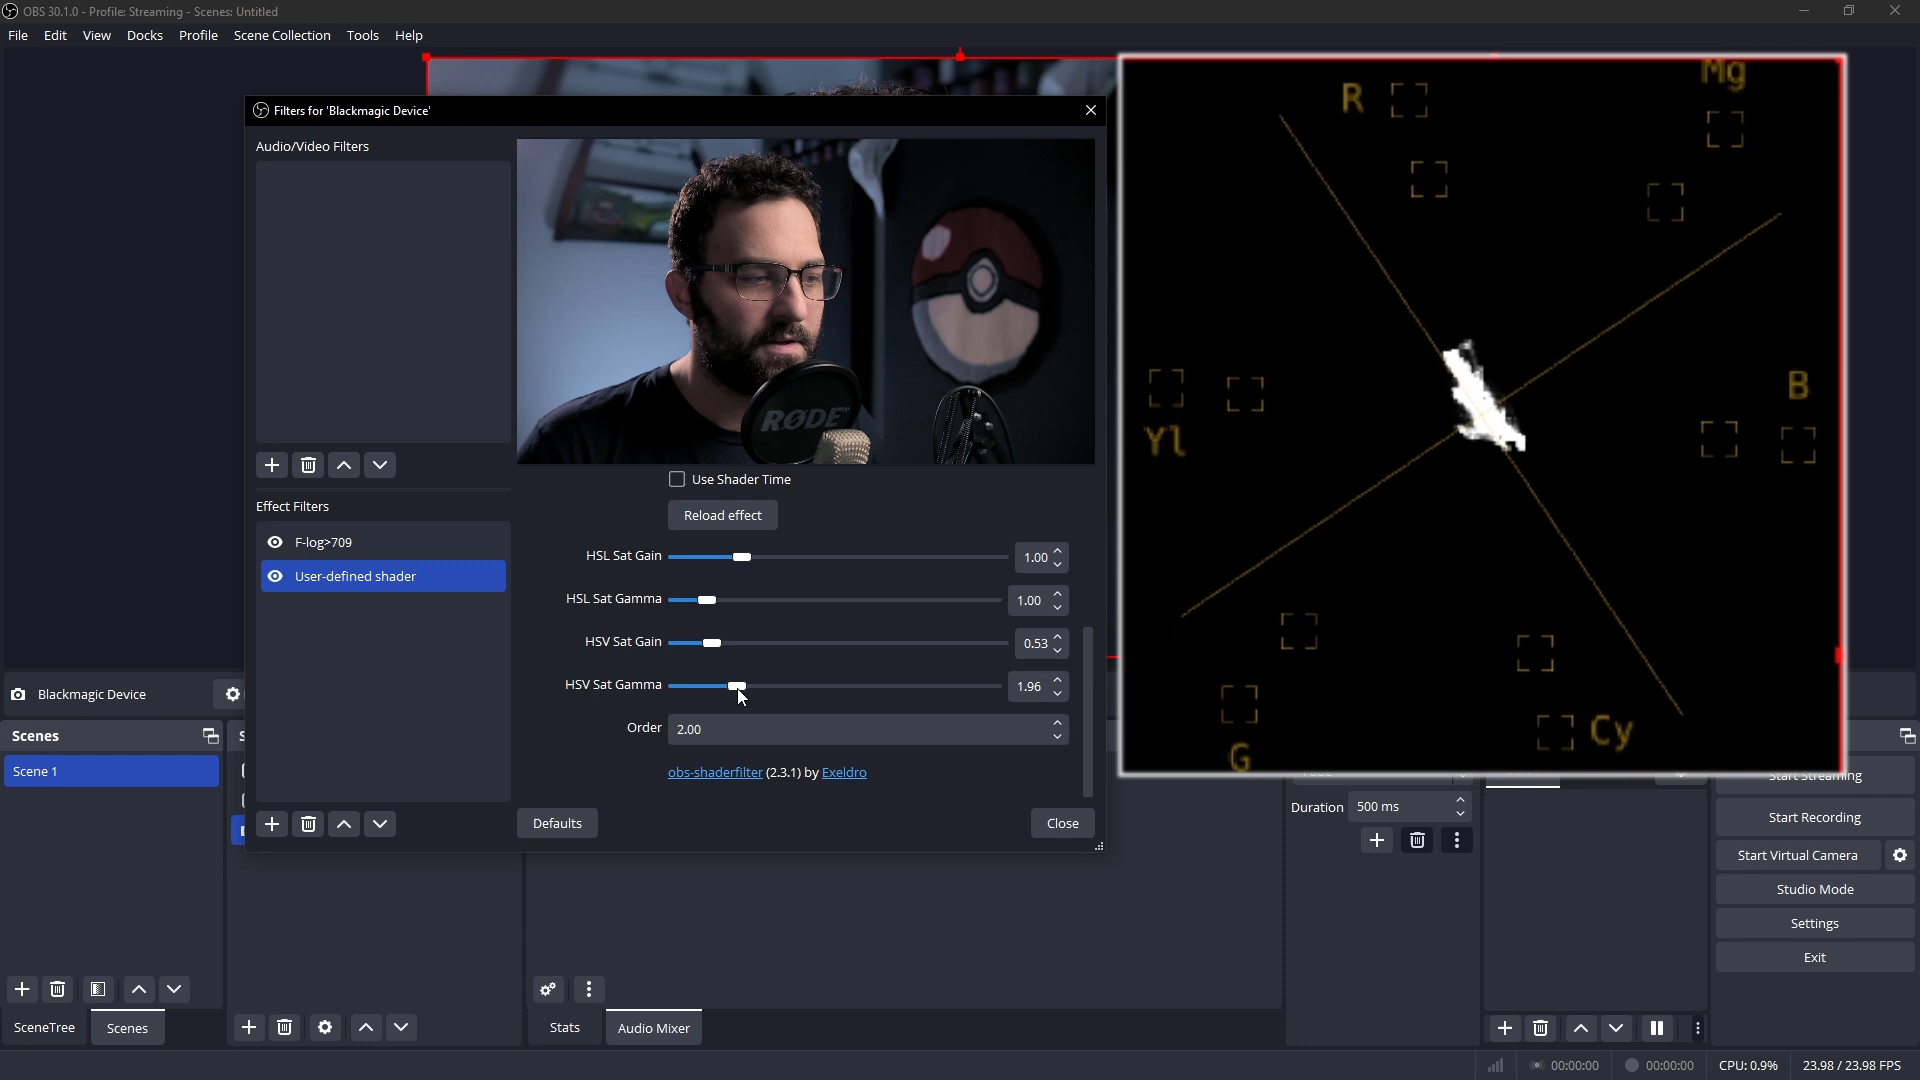 OBS 30.1.0 - Profile: Streaming - Scenes: Untitled
File Edit View Docks Profile Scene Collection Tools Help
Filters for 'Blackmagic Device'
Audio/Video Filters
RØDE
Effect Filters
F-log>709
User-defined shader
Use Shader Time
Reload effect
HSL Sat Gain 1.00
HSL Sat Gamma 1.00
HSV Sat Gain 0.53
HSV Sat Gamma 1.96
Order 2.00
obs-shaderfilter (2.3.1) by Exeldro
Defaults
Close
R
Mg
B
Yl
Cy
G
Blackmagic Device
Scenes
Scene 1
SceneTree
Scenes
Stats
Audio Mixer
Duration 500 ms
Start Streaming
Start Recording
Start Virtual Camera
Studio Mode
Settings
Exit
00:00:00
00:00:00
CPU: 0.9%
23.98 / 23.98 FPS